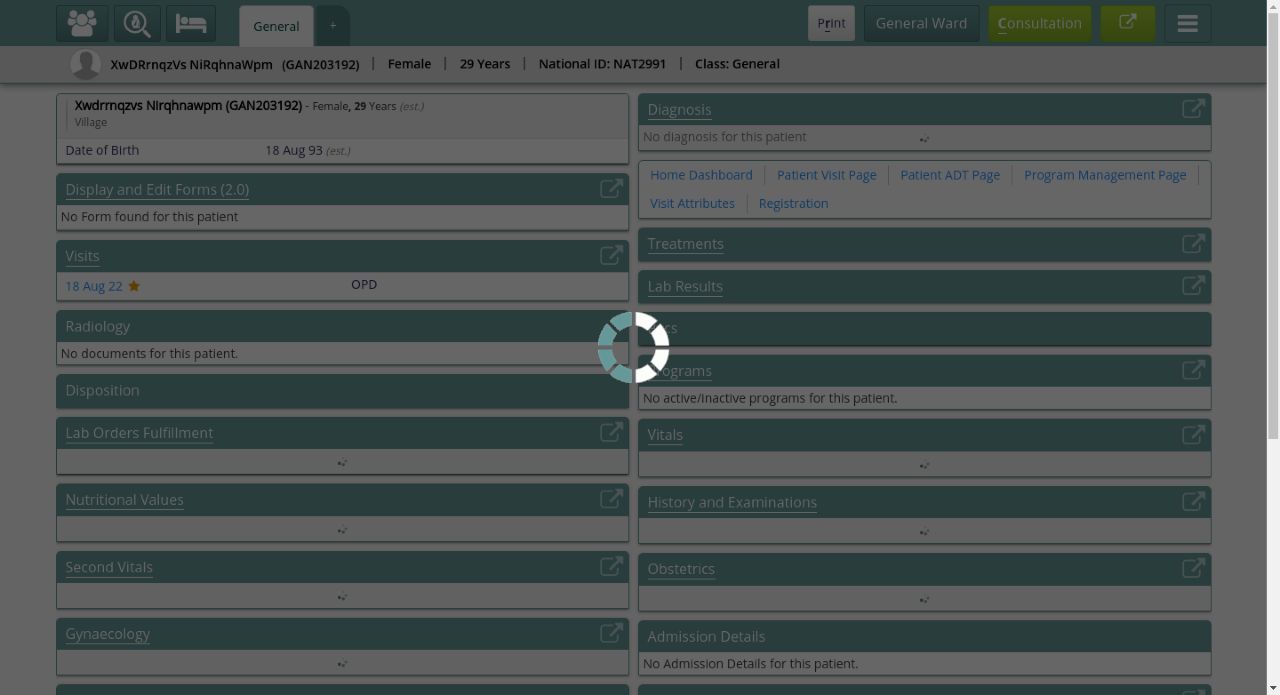 General
+
Print
General Ward
Consultation
XwDRrnqzVs NiRqhnaWpm (GAN203192) | Female | 29 Years | National ID: NAT2991 | Class: General
Xwdrrnqzvs Nirqhnawpm (GAN203192) - Female, 29 Years (est.)
Village
Date of Birth 18 Aug 93 (est.)
Display and Edit Forms (2.0)
No Form found for this patient
Visits
18 Aug 22 OPD
Radiology
No documents for this patient.
Disposition
Lab Orders Fulfillment
Nutritional Values
Second Vitals
Gynaecology
Diagnosis
No diagnosis for this patient
Home Dashboard | Patient Visit Page | Patient ADT Page | Program Management Page |
Visit Attributes | Registration
Treatments
Lab Results
Programs
No active/inactive programs for this patient.
Vitals
History and Examinations
Obstetrics
Admission Details
No Admission Details for this patient.